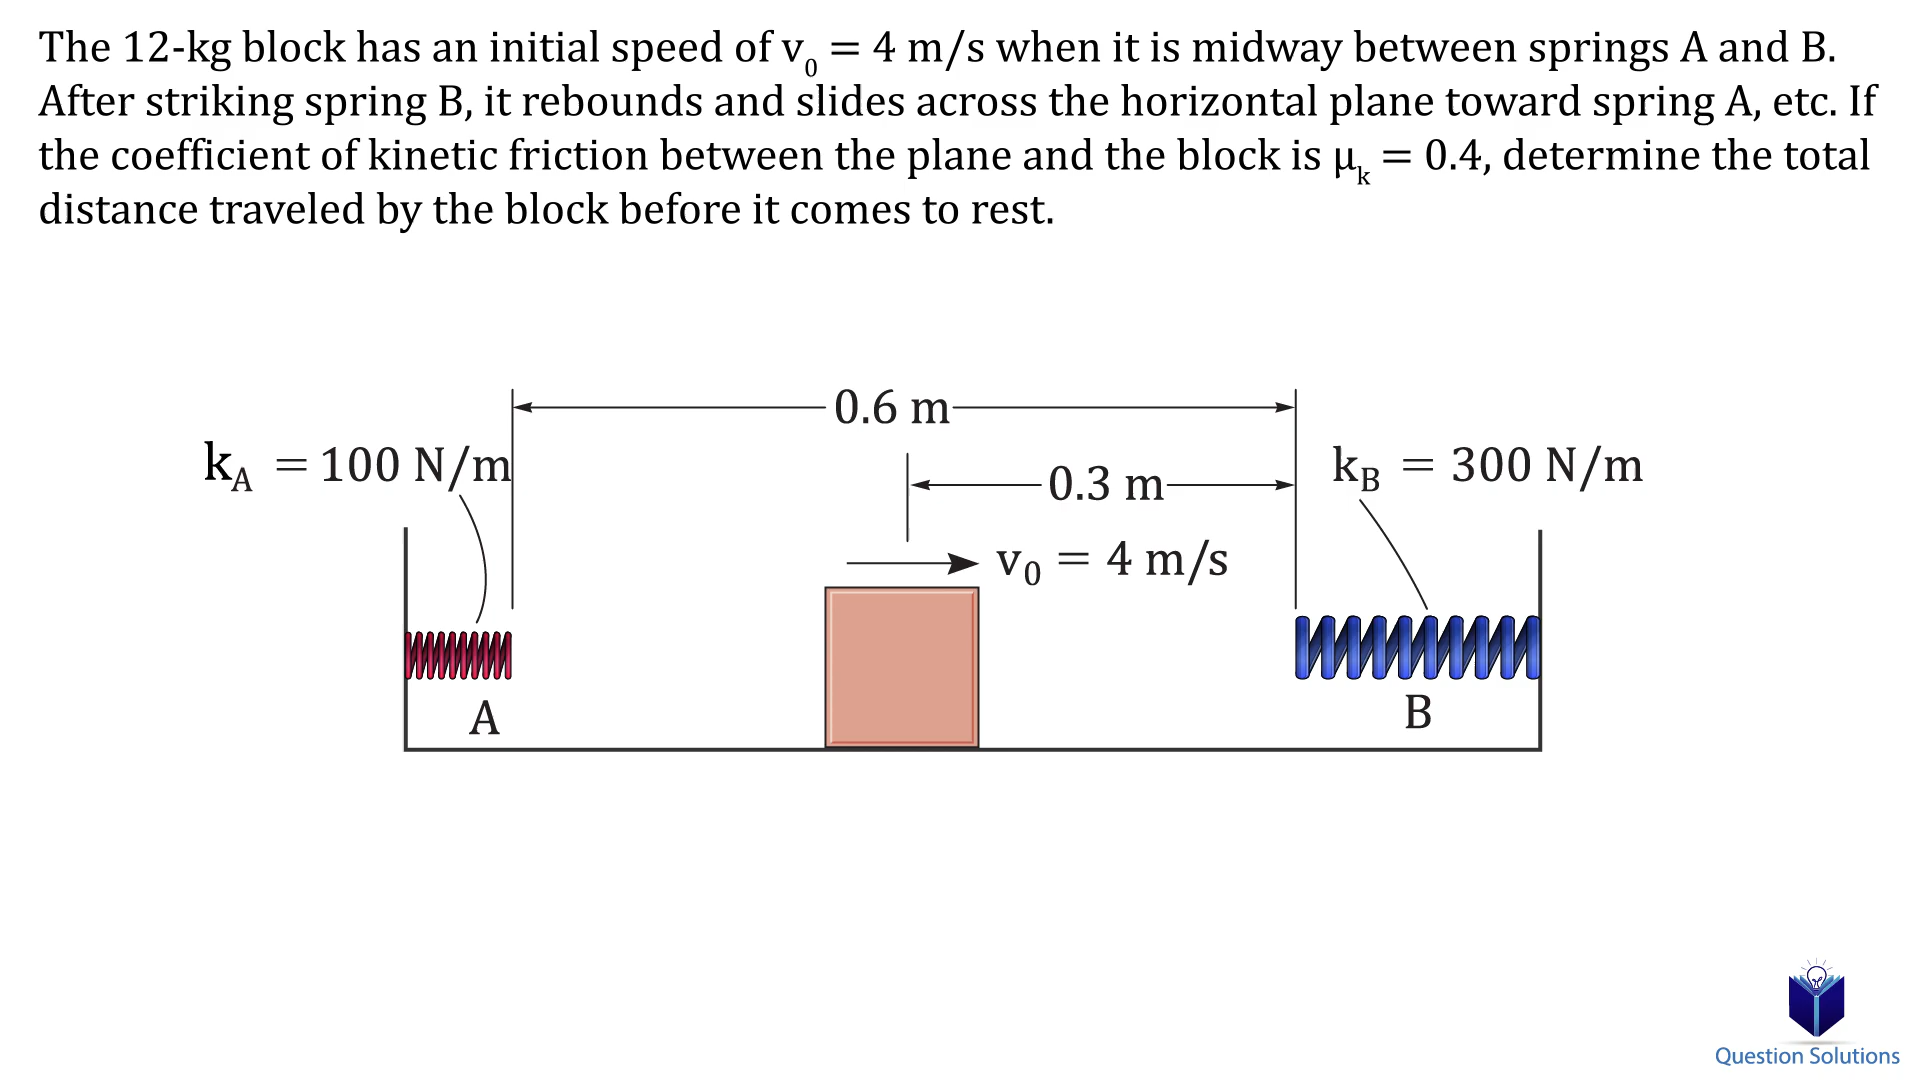 The 12-kg block has an initial speed of v₀ = 4 m/s when it is midway between springs A and B.
After striking spring B, it rebounds and slides across the horizontal plane toward spring A, etc. If
the coefficient of kinetic friction between the plane and the block is μₖ = 0.4, determine the total
distance traveled by the block before it comes to rest.
0.6 m
k_A = 100 N/m
0.3 m
k_B = 300 N/m
v₀ = 4 m/s
A
B
Question Solutions